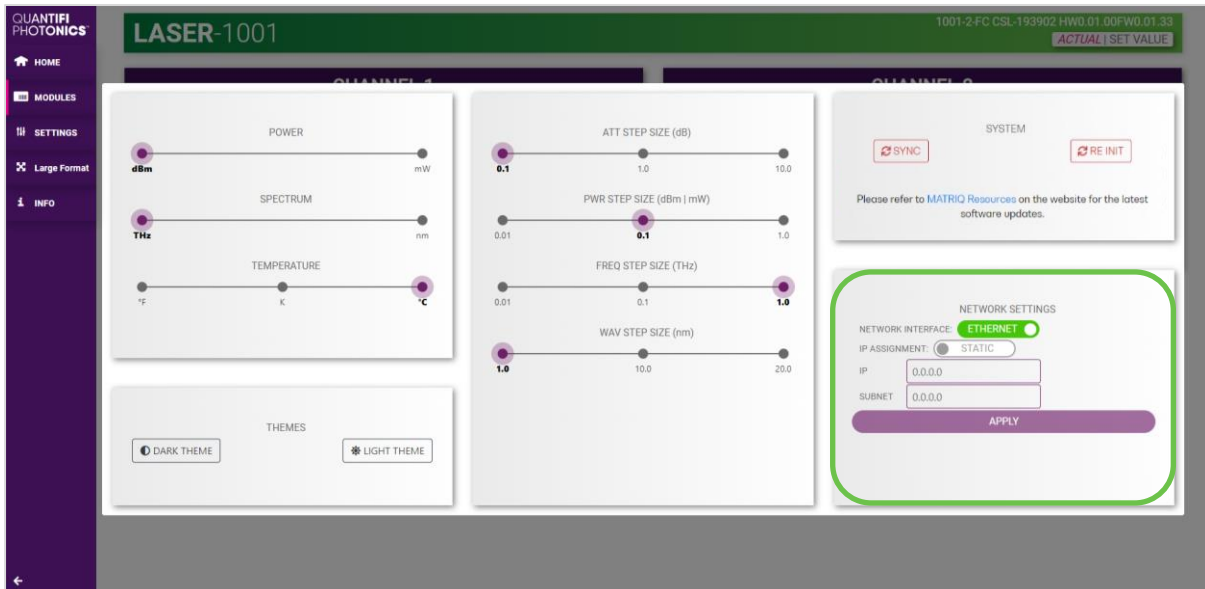 QUANTIFI
PHOTONICS™
HOME
MODULES
SETTINGS
Large Format
INFO
LASER-1001
1001-2-FC CSL-193902 HW0.01.00FW0.01.33
ACTUAL | SET VALUE
CHANNEL 1
CHANNEL 2
POWER
dBm mW
SPECTRUM
THz nm
TEMPERATURE
°F K °C
THEMES
DARK THEME LIGHT THEME
ATT STEP SIZE (dB)
0.1 1.0 10.0
PWR STEP SIZE (dBm | mW)
0.01 0.1 1.0
FREQ STEP SIZE (THz)
0.01 0.1 1.0
WAV STEP SIZE (nm)
1.0 10.0 20.0
SYSTEM
SYNC RE INIT
Please refer to MATRIQ Resources on the website for the latest
software updates.
NETWORK SETTINGS
NETWORK INTERFACE: ETHERNET
IP ASSIGNMENT: STATIC
IP 0.0.0.0
SUBNET 0.0.0.0
APPLY